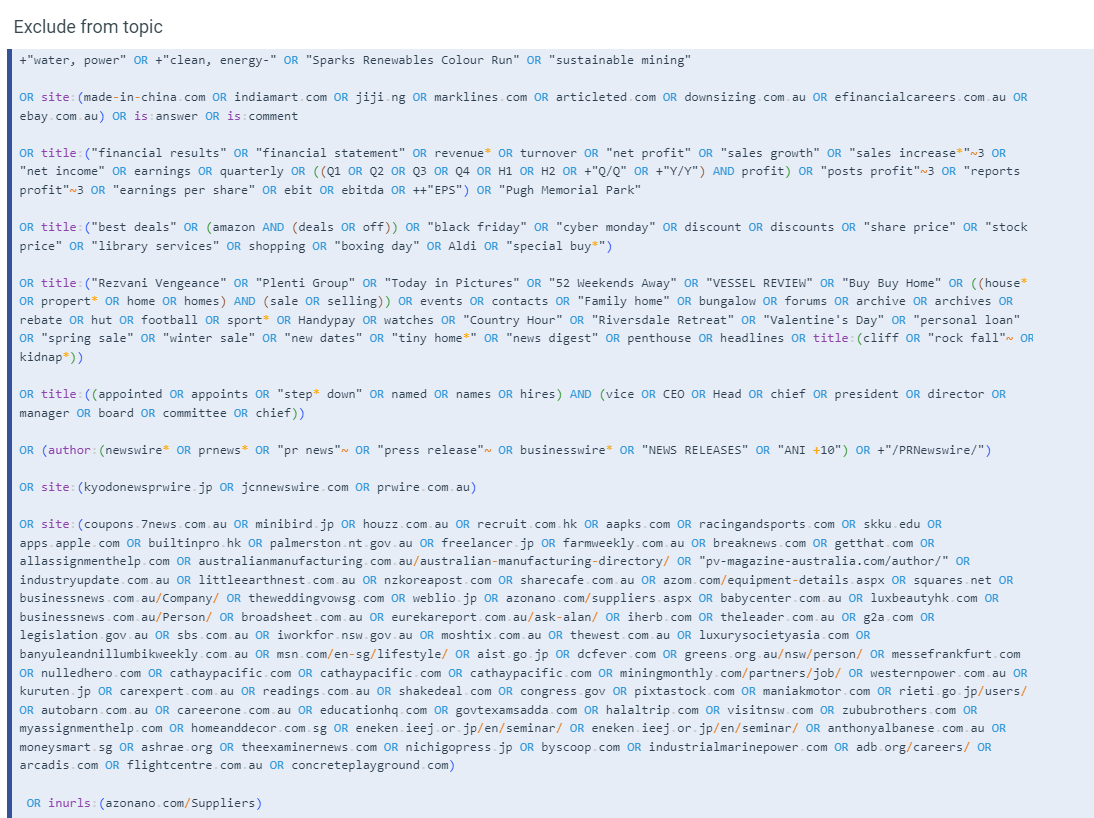 Exclude from topic
+"water, power" OR +"clean, energy-" OR "Sparks Renewables Colour Run" OR "sustainable mining"
OR site:(made-in-china.com OR indiamart.com OR jiji.ng OR marklines.com OR articleted.com OR downsizing.com.au OR efinancialcareers.com.au OR
ebay.com.au) OR is:answer OR is:comment
OR title:("financial results" OR "financial statement" OR revenue* OR turnover OR "net profit" OR "sales growth" OR "sales increase*"~3 OR
"net income" OR earnings OR quarterly OR ((Q1 OR Q2 OR Q3 OR Q4 OR H1 OR H2 OR +"Q/Q" OR +"Y/Y") AND profit) OR "posts profit"~3 OR "reports
profit"~3 OR "earnings per share" OR ebit OR ebitda OR ++"EPS") OR "Pugh Memorial Park"
OR title:("best deals" OR (amazon AND (deals OR off)) OR "black friday" OR "cyber monday" OR discount OR discounts OR "share price" OR "stock
price" OR "library services" OR shopping OR "boxing day" OR Aldi OR "special buy*")
OR title:("Rezvani Vengeance" OR "Plenti Group" OR "Today in Pictures" OR "52 Weekends Away" OR "VESSEL REVIEW" OR "Buy Buy Home" OR ((house*
OR propert* OR home OR homes) AND (sale OR selling)) OR events OR contacts OR "Family home" OR bungalow OR forums OR archive OR archives OR
rebate OR hut OR football OR sport* OR Handypay OR watches OR "Country Hour" OR "Riversdale Retreat" OR "Valentine's Day" OR "personal loan"
OR "spring sale" OR "winter sale" OR "new dates" OR "tiny home*" OR "news digest" OR penthouse OR headlines OR title:(cliff OR "rock fall"~ OR
kidnap*))
OR title:((appointed OR appoints OR "step* down" OR named OR names OR hires) AND (vice OR CEO OR Head OR chief OR president OR director OR
manager OR board OR committee OR chief))
OR (author:(newswire* OR prnews* OR "pr news"~ OR "press release"~ OR businesswire* OR "NEWS RELEASES" OR "ANI +10") OR +"/PRNewswire/")
OR site:(kyodonewsprwire.jp OR jcnnewswire.com OR prwire.com.au)
OR site:(coupons.7news.com.au OR minibird.jp OR houzz.com.au OR recruit.com.hk OR aapks.com OR racingandsports.com OR skku.edu OR
apps.apple.com OR builtinpro.hk OR palmerston.nt.gov.au OR freelancer.jp OR farmweekly.com.au OR breaknews.com OR getthat.com OR
allassignmenthelp.com OR australianmanufacturing.com.au/australian-manufacturing-directory/ OR "pv-magazine-australia.com/author/" OR
industryupdate.com.au OR littleearthnest.com.au OR nzkoreapost.com OR sharecafe.com.au OR azom.com/equipment-details.aspx OR squares.net OR
businessnews.com.au/Company/ OR theweddingvowsg.com OR weblio.jp OR azonano.com/suppliers.aspx OR babycenter.com.au OR luxbeautyhk.com OR
businessnews.com.au/Person/ OR broadsheet.com.au OR eurekareport.com.au/ask-alan/ OR iherb.com OR theleader.com.au OR g2a.com OR
legislation.gov.au OR sbs.com.au OR iworkfor.nsw.gov.au OR moshtix.com.au OR thewest.com.au OR luxurysocietyasia.com OR
banyuleandnillumbikweekly.com.au OR msn.com/en-sg/lifestyle/ OR aist.go.jp OR dcfever.com OR greens.org.au/nsw/person/ OR messefrankfurt.com
OR nulledhero.com OR cathaypacific.com OR cathaypacific.com OR cathaypacific.com OR miningmonthly.com/partners/job/ OR westernpower.com.au OR
kuruten.jp OR carexpert.com.au OR readings.com.au OR shakedeal.com OR congress.gov OR pixtastock.com OR maniakmotor.com OR rieti.go.jp/users/
OR autobarn.com.au OR careerone.com.au OR educationhq.com OR govtexamsadda.com OR halaltrip.com OR visitnsw.com OR zububrothers.com OR
myassignmenthelp.com OR homeanddecor.com.sg OR eneken.ieej.or.jp/en/seminar/ OR eneken.ieej.or.jp/en/seminar/ OR anthonyalbanese.com.au OR
moneysmart.sg OR ashrae.org OR theexaminernews.com OR nichigopress.jp OR byscoop.com OR industrialmarinepower.com OR adb.org/careers/ OR
arcadis.com OR flightcentre.com.au OR concreteplayground.com)
OR inurls:(azonano.com/Suppliers)